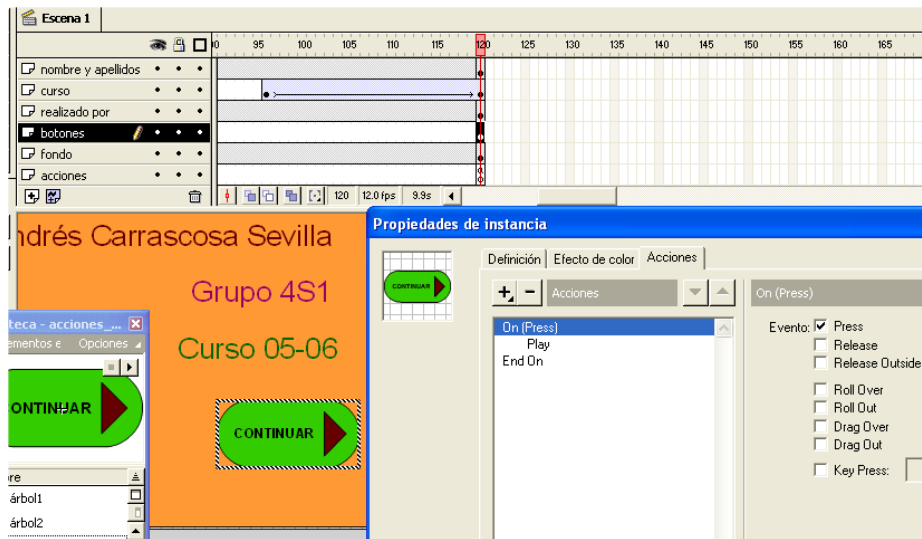 Escena 1
95 100 105 110 115 120 125 130 135 140 145 150 155 160 165
nombre y apellidos
curso
realizado por
botones
fondo
acciones
120 12.0 fps 9.9s
ndrés Carrascosa Sevilla
Grupo 4S1
Curso 05-06
CONTINUAR
teca - acciones_...
ementos e Opciones
ONTINUAR
re
árbol1
árbol2
Propiedades de instancia
CONTINUAR
Definición Efecto de color Acciones
Acciones
On (Press)
Play
End On
On (Press)
Evento: Press
Release
Release Outside
Roll Over
Roll Out
Drag Over
Drag Out
Key Press: